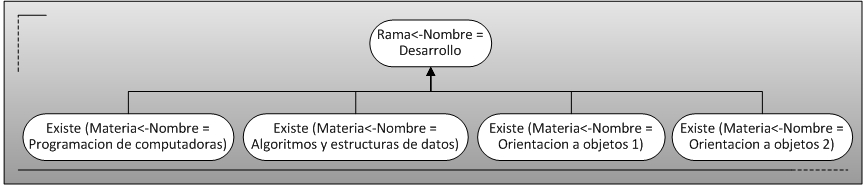 Rama<-Nombre =
Desarrollo
Existe (Materia<-Nombre =
Programacion de computadoras)
Existe (Materia<-Nombre =
Algoritmos y estructuras de datos)
Existe (Materia<-Nombre =
Orientacion a objetos 1)
Existe (Materia<-Nombre =
Orientacion a objetos 2)